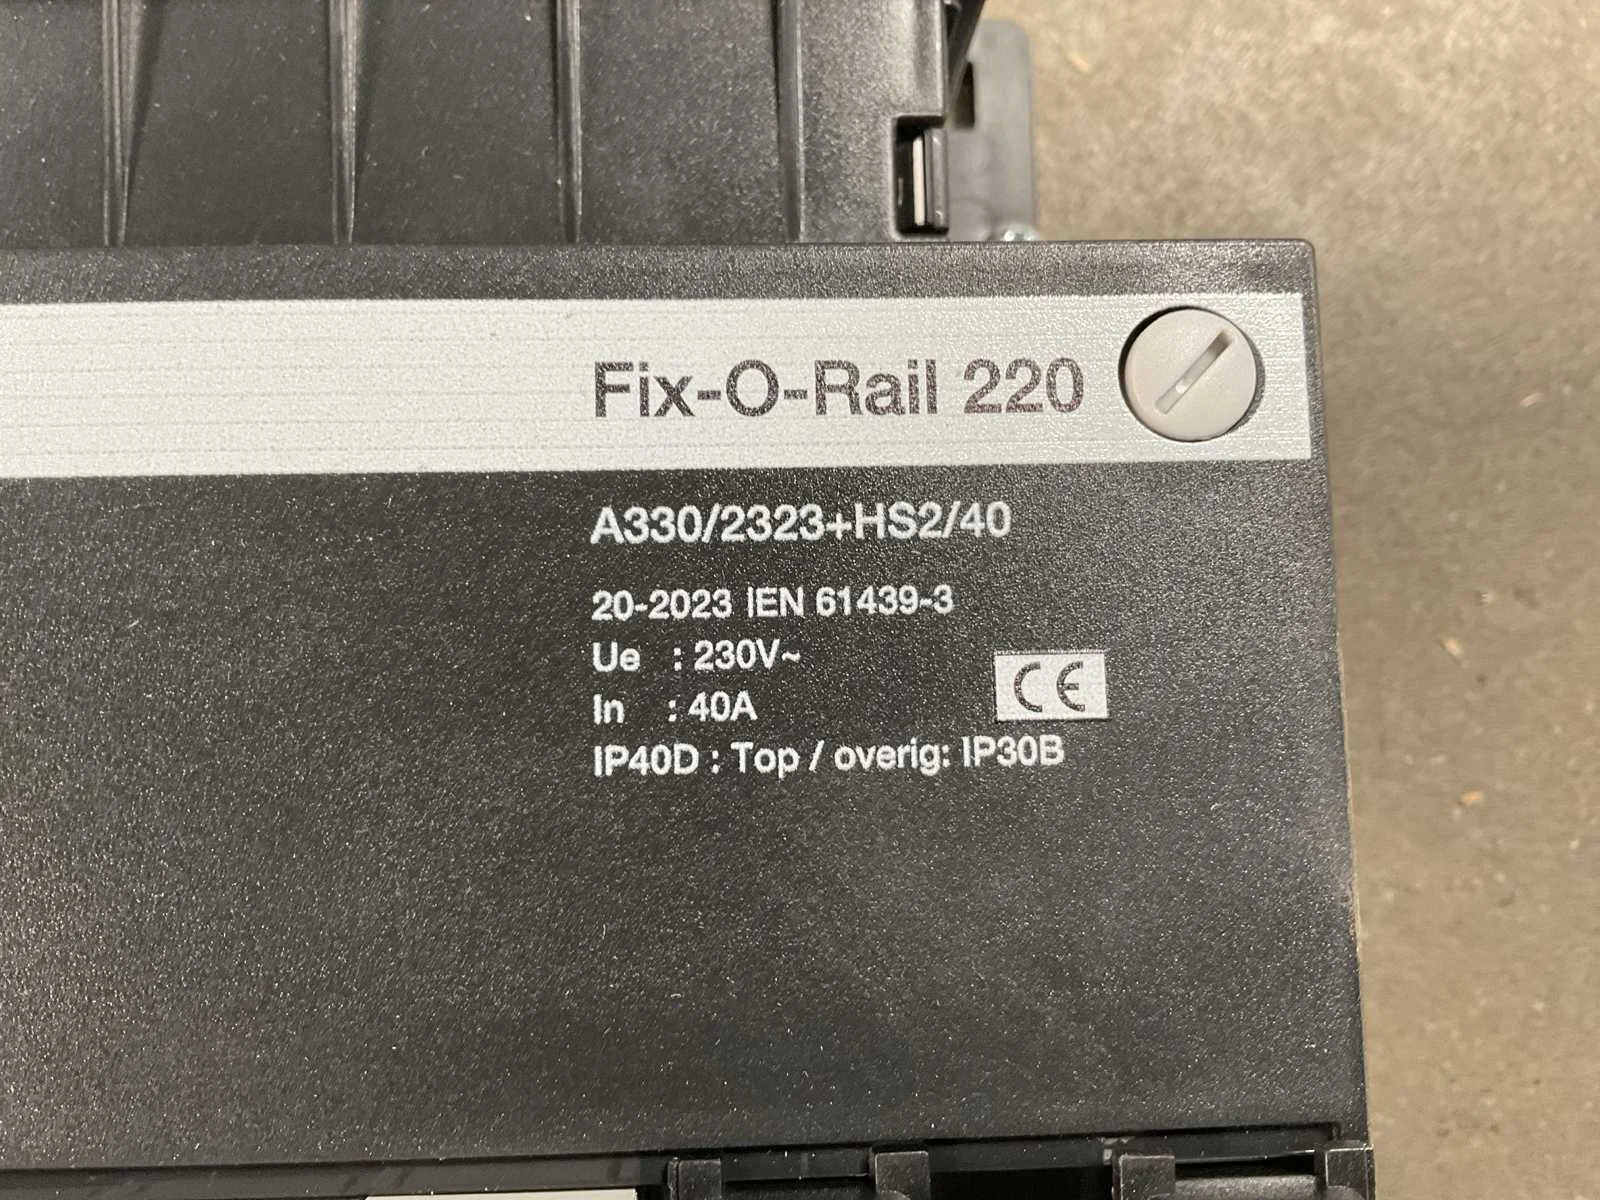 Fix-O-Rail 220
A330/2323+HS2/40
20-2023 IEN 61439-3
Ue : 230V~
In : 40A
CE
IP40D : Top / overig: IP30B